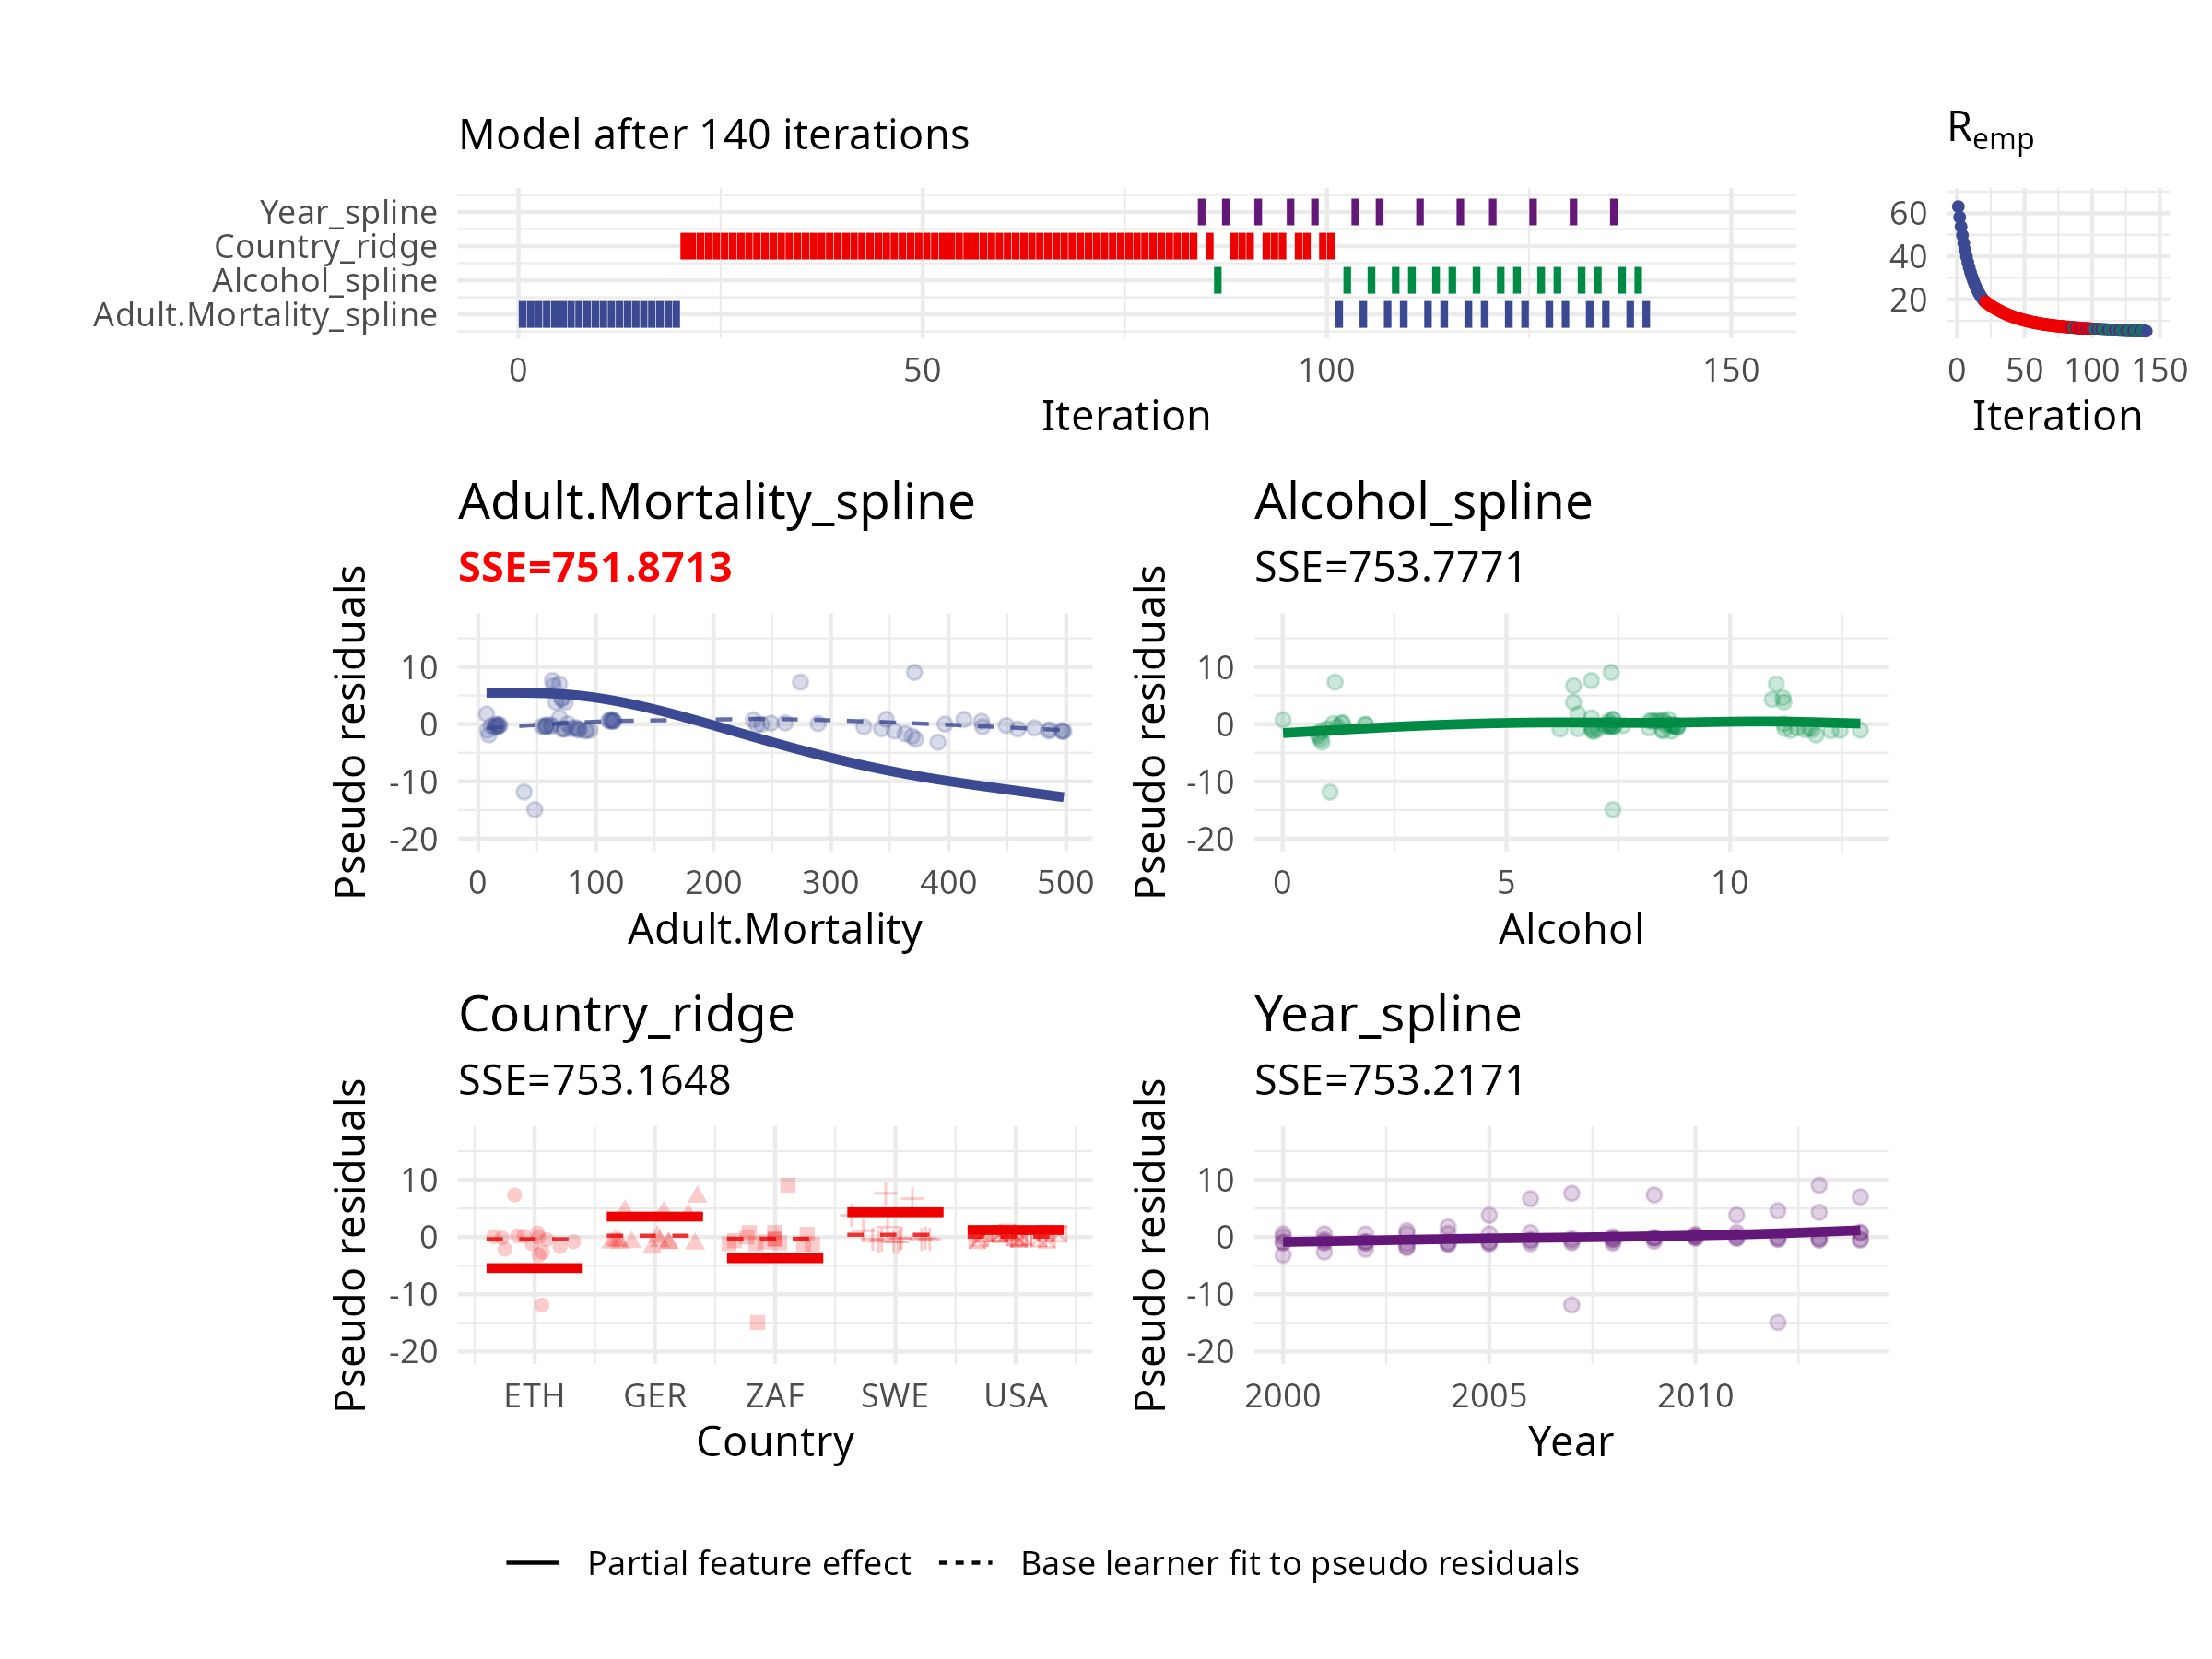 Model after 140 iterations
Remp
Year_spline
Country_ridge
Alcohol_spline
Adult.Mortality_spline
0 50 100 150
Iteration
60
40
20
0 50 100 150
Iteration
Adult.Mortality_spline
SSE=751.8713
Pseudo residuals
10
0
-10
-20
0 100 200 300 400 500
Adult.Mortality
Alcohol_spline
SSE=753.7771
Pseudo residuals
10
0
-10
-20
0 5 10
Alcohol
Country_ridge
SSE=753.1648
Pseudo residuals
10
0
-10
-20
ETH GER ZAF SWE USA
Country
Year_spline
SSE=753.2171
Pseudo residuals
10
0
-10
-20
2000 2005 2010
Year
Partial feature effect Base learner fit to pseudo residuals